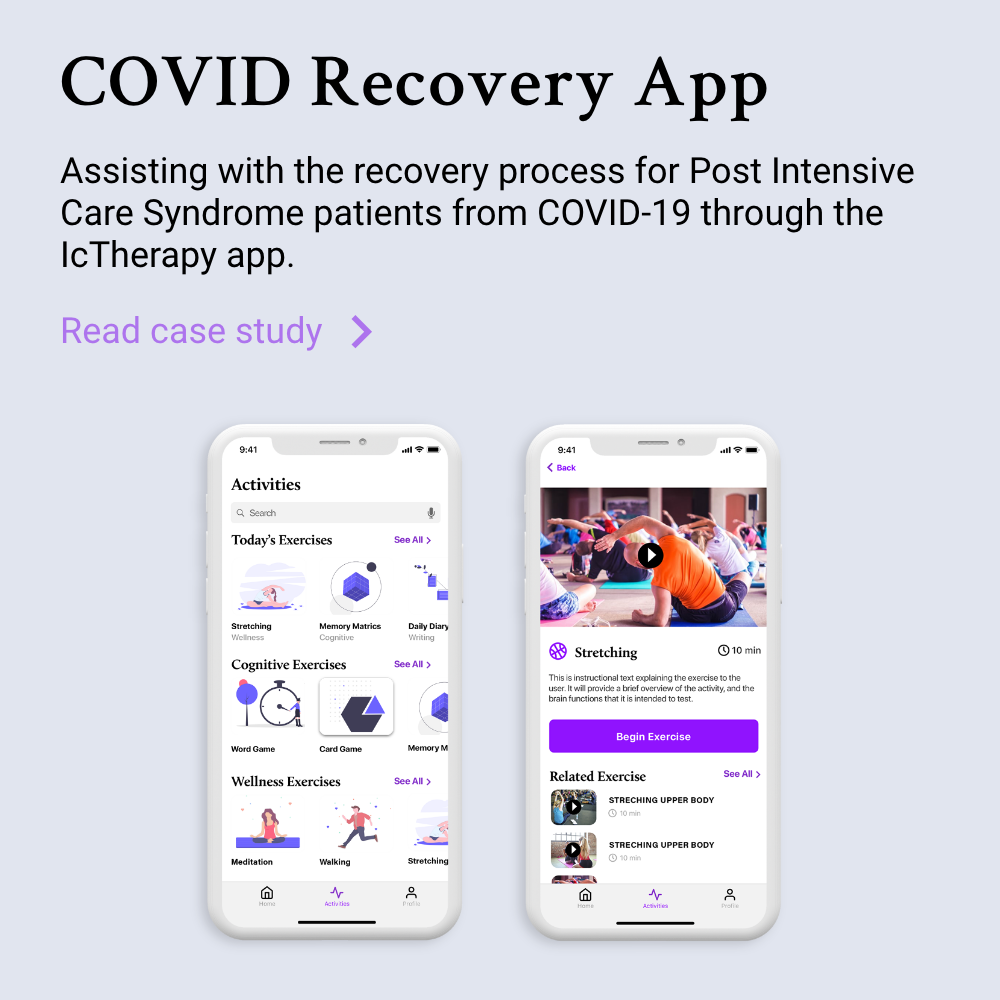 COVID Recovery App
Assisting with the recovery process for Post Intensive
Care Syndrome patients from COVID-19 through the
IcTherapy app.
Read case study
9:41
Activities
Search
Today's Exercises
See All
Stretching
Memory Matrics
Daily Diary
Wellness
Cognitive
Writing
Cognitive Exercises
See All
Word Game
Card Game
Memory M
Wellness Exercises
See All
Meditation
Walking
Stretching
Home
Activities
Profile
9:41
Back
Stretching
10 min
This is instructional text explaining the exercise to the
user. It will provide a brief overview of the activity, and the
brain functions that it is intended to test.
Begin Exercise
Related Exercise
See All
STRECHING UPPER BODY
10 min
STRECHING UPPER BODY
10 min
Home
Activities
Profile